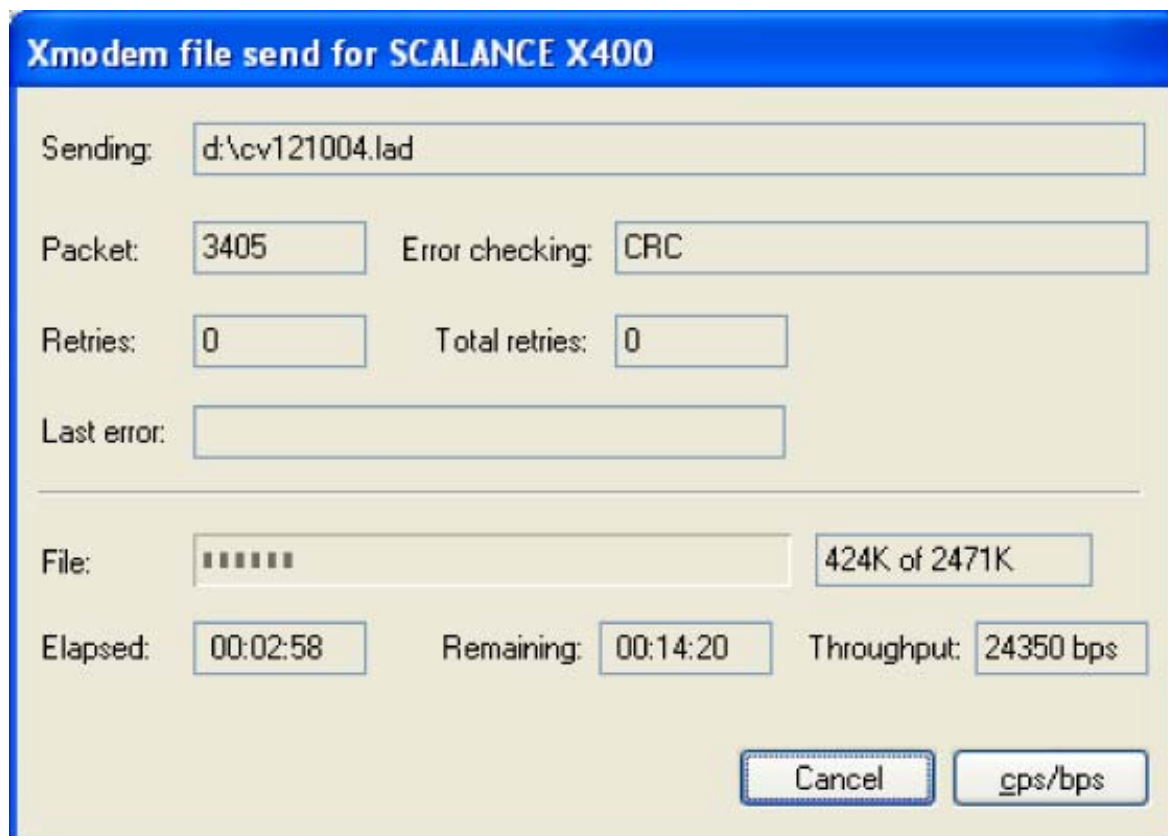 Xmodem file send for SCALANCE X400
Sending: d:\cv121004.lad
Packet: 3405 Error checking: CRC
Retries: 0 Total retries: 0
Last error:
File: 424K of 2471K
Elapsed: 00:02:58 Remaining: 00:14:20 Throughput: 24350 bps
Cancel cps/bps